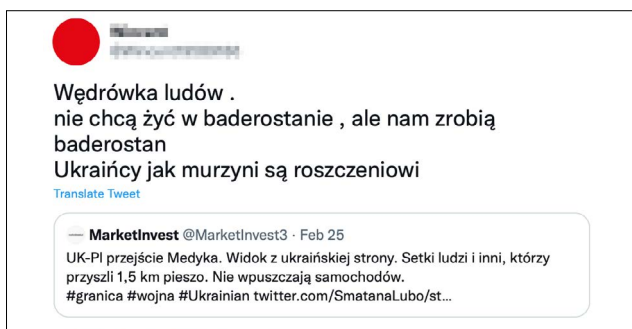 Wędrówka ludów .
nie chcą żyć w baderostanie , ale nam zrobią
baderostan
Ukraińcy jak murzyni są roszczeniowi
Translate Tweet
MarketInvest @MarketInvest3 · Feb 25
UK-Pl przejście Medyka. Widok z ukraińskiej strony. Setki ludzi i inni, którzy
przyszli 1,5 km pieszo. Nie wpuszczają samochodów.
#granica #wojna #Ukrainian twitter.com/SmatanaLubo/st...